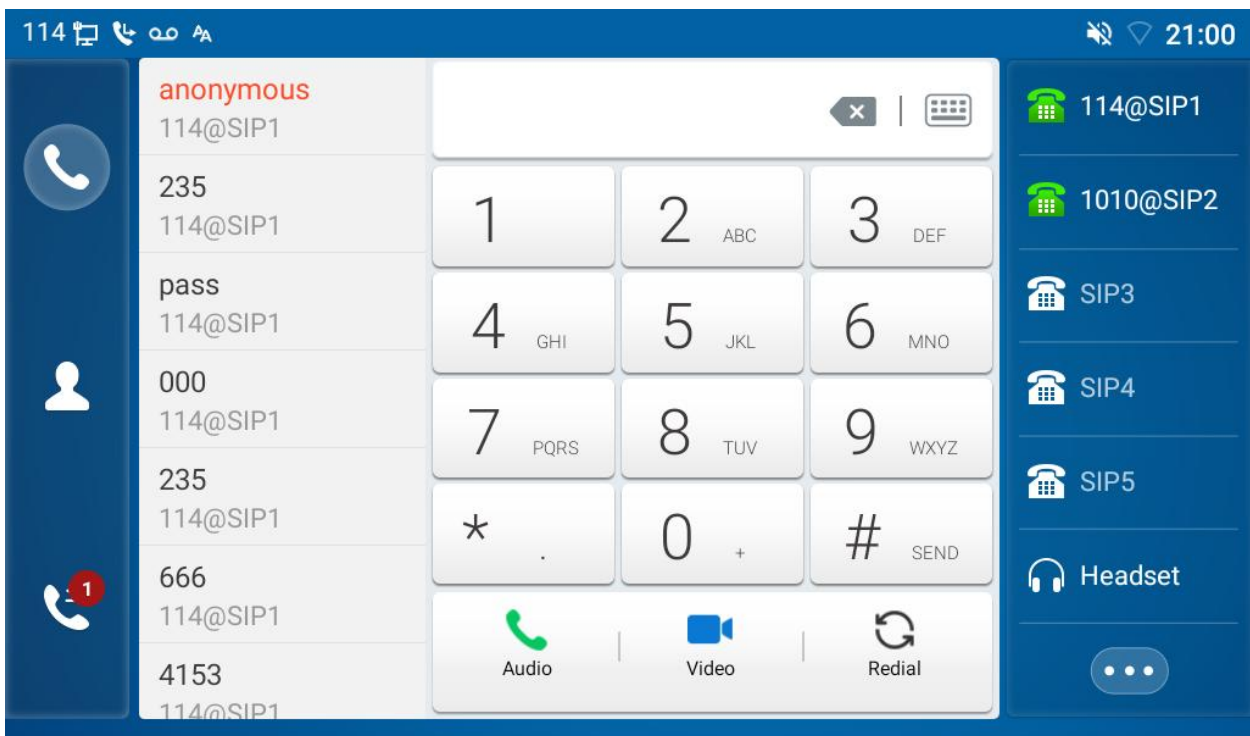 114 21:00
anonymous
114@SIP1
235
114@SIP1
pass
114@SIP1
000
114@SIP1
235
114@SIP1
666
114@SIP1
4153
114@SIP1
1
2 ABC
3 DEF
4 GHI
5 JKL
6 MNO
7 PQRS
8 TUV
9 WXYZ
* .
0 +
# SEND
Audio
Video
Redial
114@SIP1
1010@SIP2
SIP3
SIP4
SIP5
Headset
1